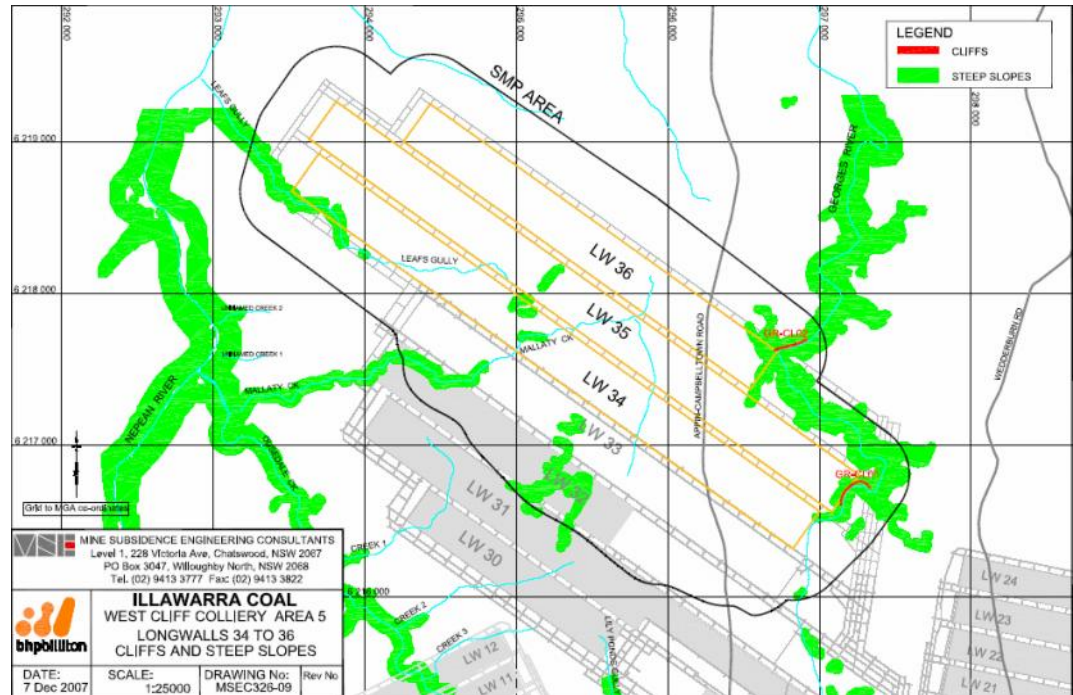 292 000
293 000
294 000
295 000
296 000
297 000
298 000
LEGEND
CLIFFS
STEEP SLOPES
SMP AREA
LEAFS GULLY
6 219 000
GEORGES RIVER
LW 36
LEAFS GULLY
6 218 000
UNNAMED CREEK 2
LW 35
APPIN-CAMPBELLTOWN ROAD
WEDDERBURN RD
UNNAMED CREEK 1
MALLATY CK
MALLATY CK
NEPEAN RIVER
LW 34
6 217 000
OUSEDALE CK
LW 33
LW 31
LW 30
Grid to MGA co-ordinates
MINE SUBSIDENCE ENGINEERING CONSULTANTS
Level 1, 228 Victoria Ave, Chatswood, NSW 2067
PO Box 3047, Willoughby North, NSW 2068
Tel. (02) 9413 3777 Fax: (02) 9413 3822
CREEK 1
LW 24
LW 23
LW 22
LW 21
CREEK 2
CREEK 3
LW 12
LW 11
bhpbilliton
ILLAWARRA COAL
WEST CLIFF COLLIERY AREA 5
LONGWALLS 34 TO 36
CLIFFS AND STEEP SLOPES
DATE:
7 Dec 2007
SCALE:
1:25000
DRAWING No:
MSEC326-09
Rev No